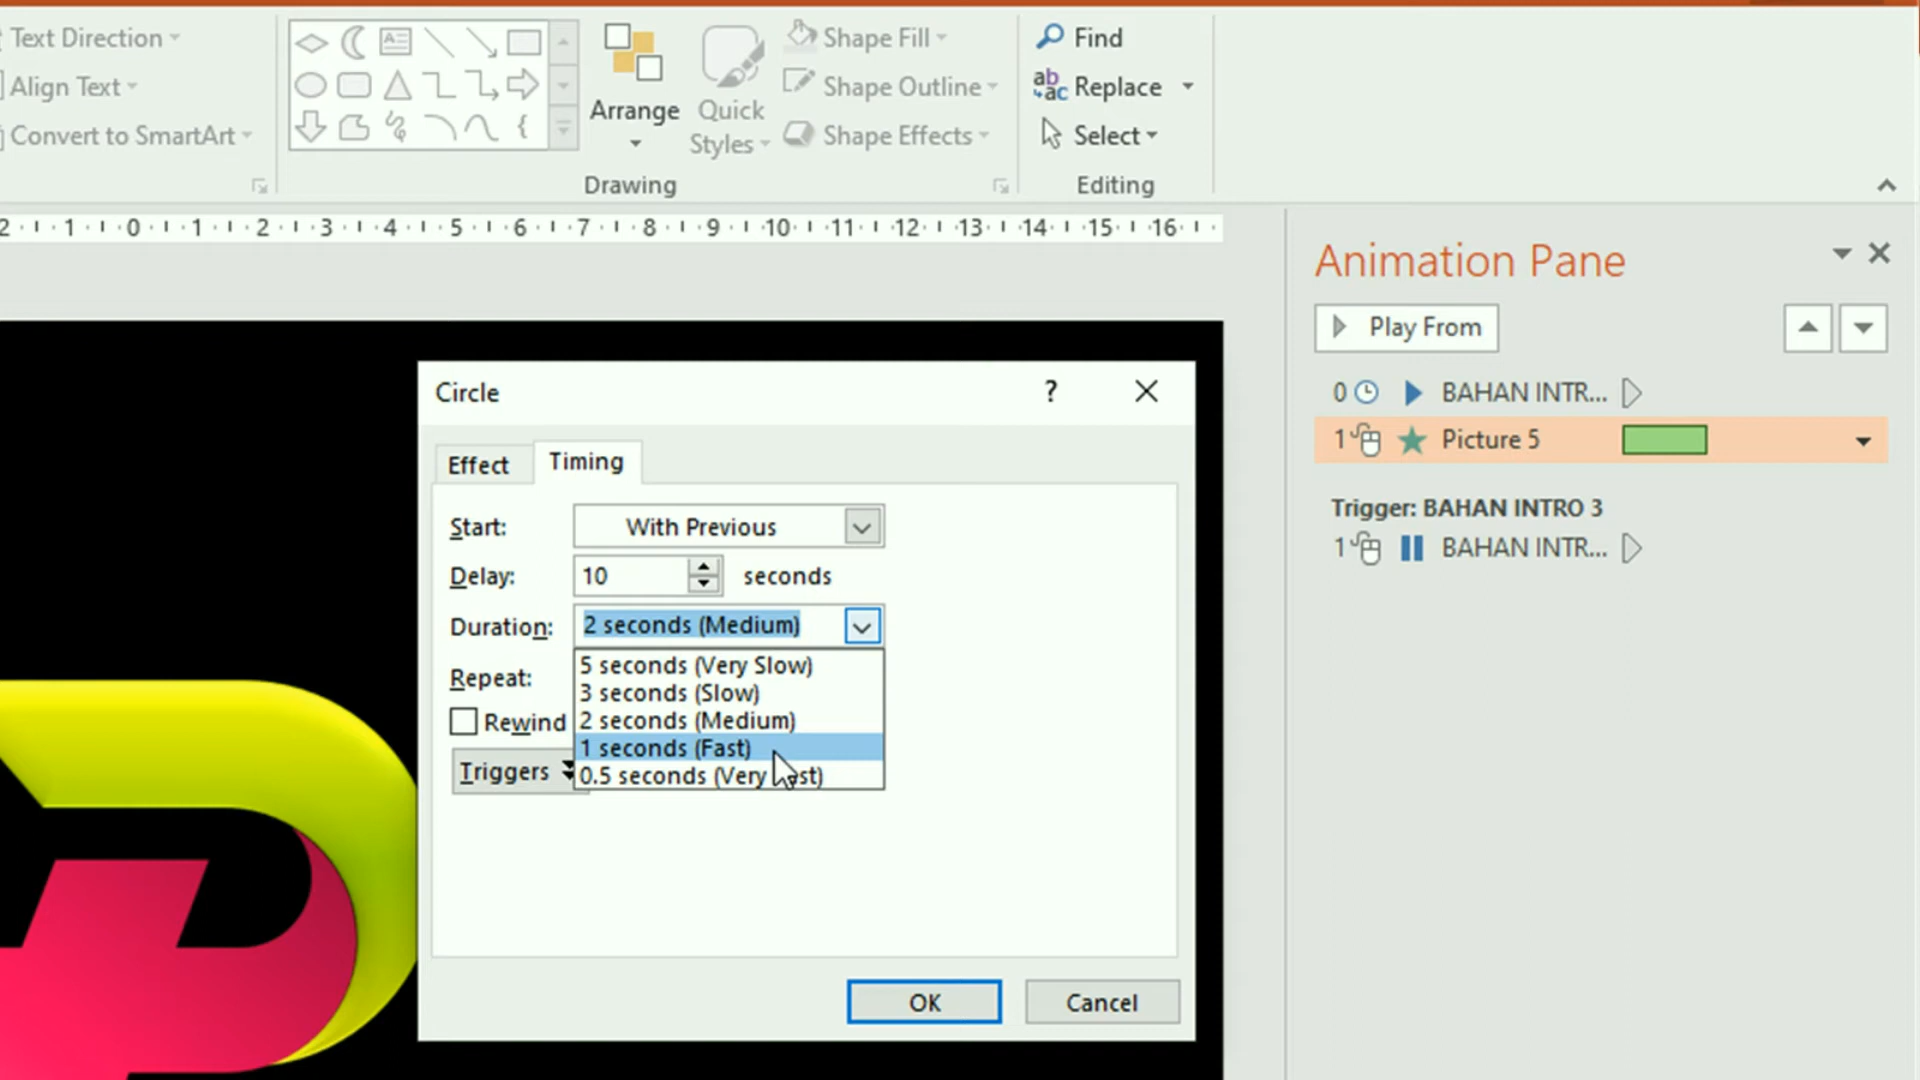 Text Direction
Align Text
Convert to SmartArt
Arrange
Quick
Styles
Shape Fill
Shape Outline
Shape Effects
Drawing
Find
Replace
Select
Editing
2 1 0 1 2 3 4 5 6 7 8 9 10 11 12 13 14 15 16
Animation Pane
Play From
0 BAHAN INTR...
1 Picture 5
Trigger: BAHAN INTRO 3
1 BAHAN INTR...
Circle
Effect Timing
Start: With Previous
Delay: 10 seconds
Duration: 2 seconds (Medium)
5 seconds (Very Slow)
3 seconds (Slow)
2 seconds (Medium)
1 seconds (Fast)
0.5 seconds (Very
Repeat:
Rewind
Triggers
OK Cancel